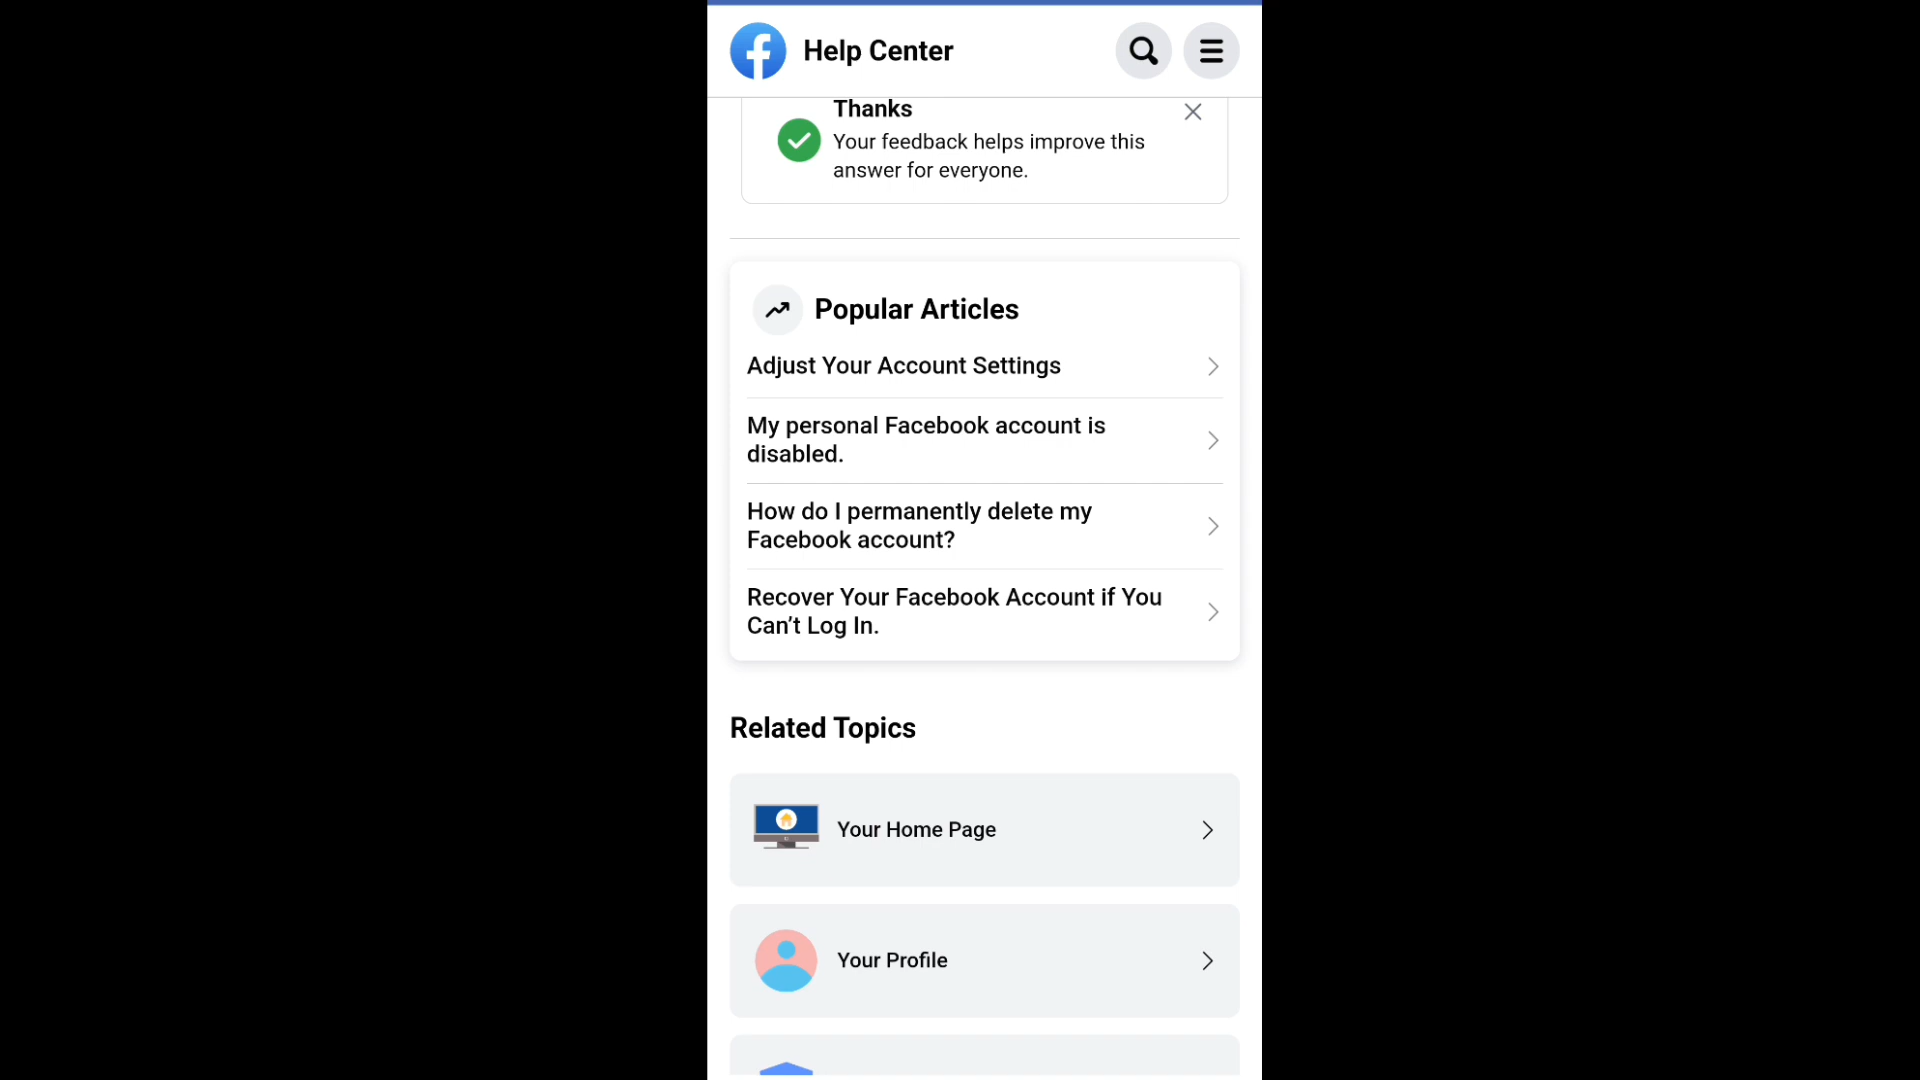 Help Center
Thanks
Your feedback helps improve this
answer for everyone.
Popular Articles
Adjust Your Account Settings
My personal Facebook account is
disabled.
How do I permanently delete my
Facebook account?
Recover Your Facebook Account if You
Can’t Log In.
Related Topics
Your Home Page
Your Profile